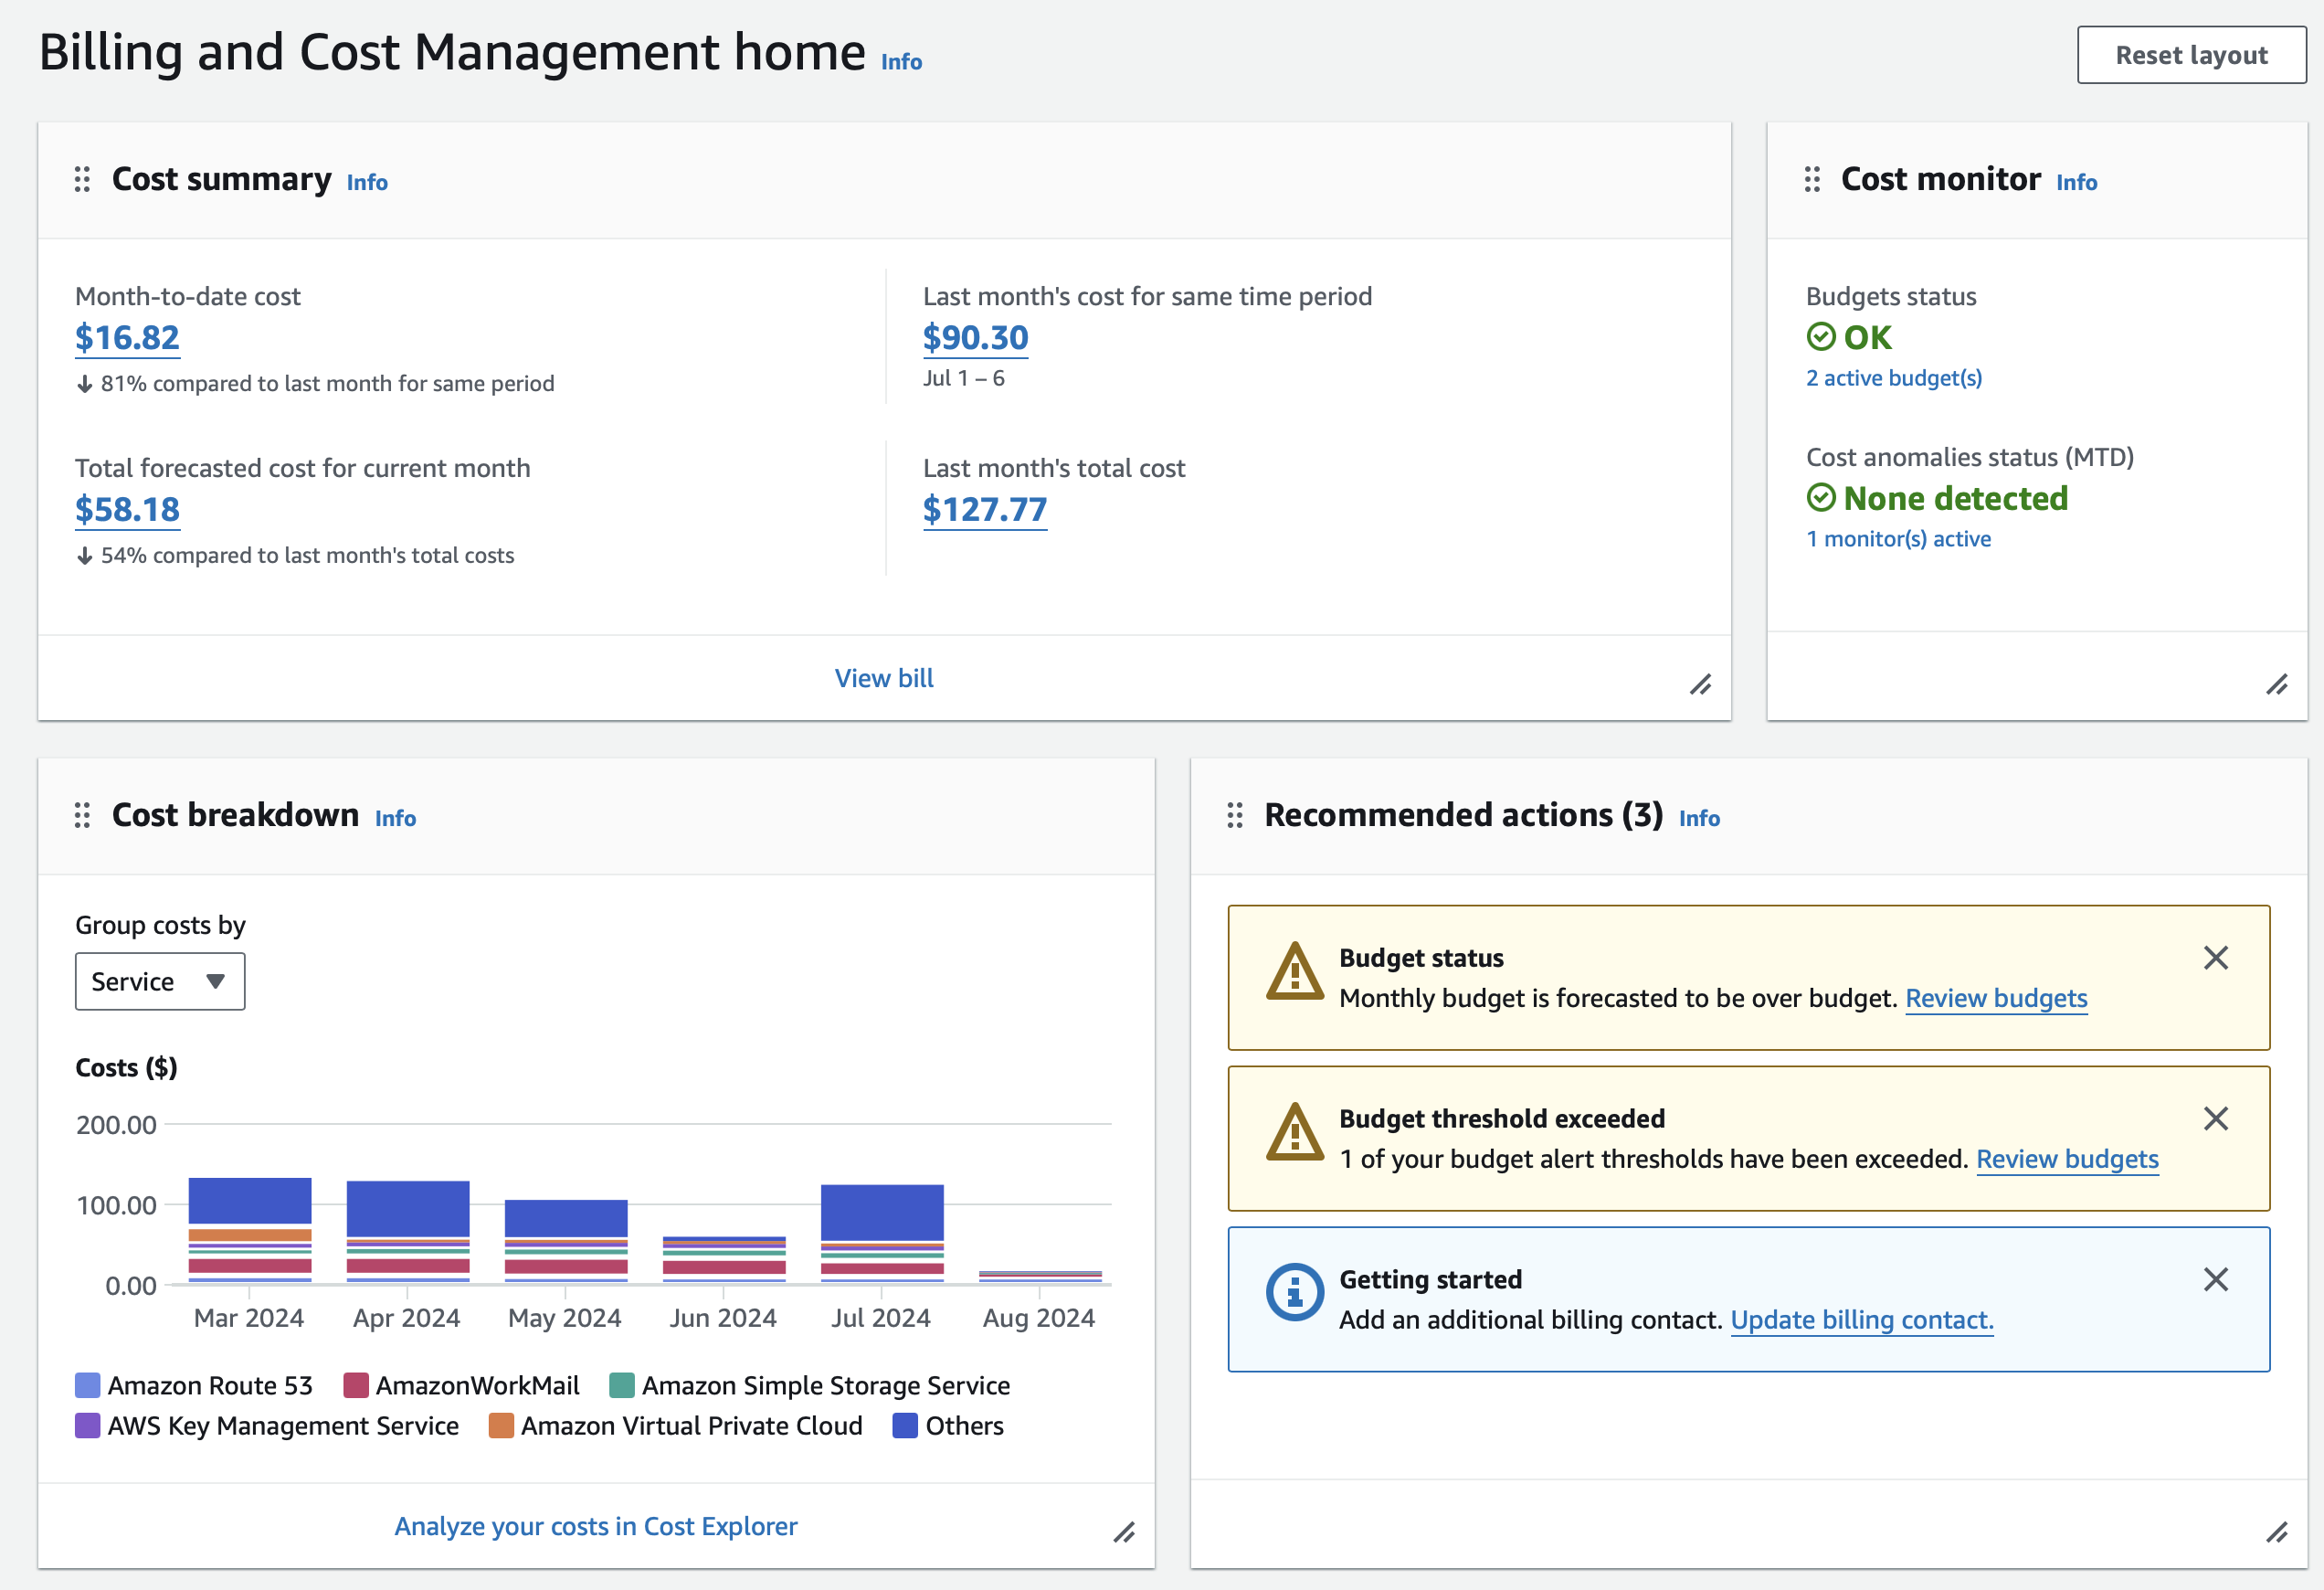 Billing and Cost Management home Info
Reset layout
Cost summary Info
Month-to-date cost
$16.82
↓ 81% compared to last month for same period
Last month's cost for same time period
$90.30
Jul 1 – 6
Total forecasted cost for current month
$58.18
↓ 54% compared to last month's total costs
Last month's total cost
$127.77
View bill
Cost monitor Info
Budgets status
OK
2 active budget(s)
Cost anomalies status (MTD)
None detected
1 monitor(s) active
Cost breakdown Info
Group costs by
Service
Costs ($)
200.00
100.00
0.00
Mar 2024 Apr 2024 May 2024 Jun 2024 Jul 2024 Aug 2024
Amazon Route 53 AmazonWorkMail Amazon Simple Storage Service
AWS Key Management Service Amazon Virtual Private Cloud Others
Analyze your costs in Cost Explorer
Recommended actions (3) Info
Budget status
Monthly budget is forecasted to be over budget. Review budgets
Budget threshold exceeded
1 of your budget alert thresholds have been exceeded. Review budgets
Getting started
Add an additional billing contact. Update billing contact.